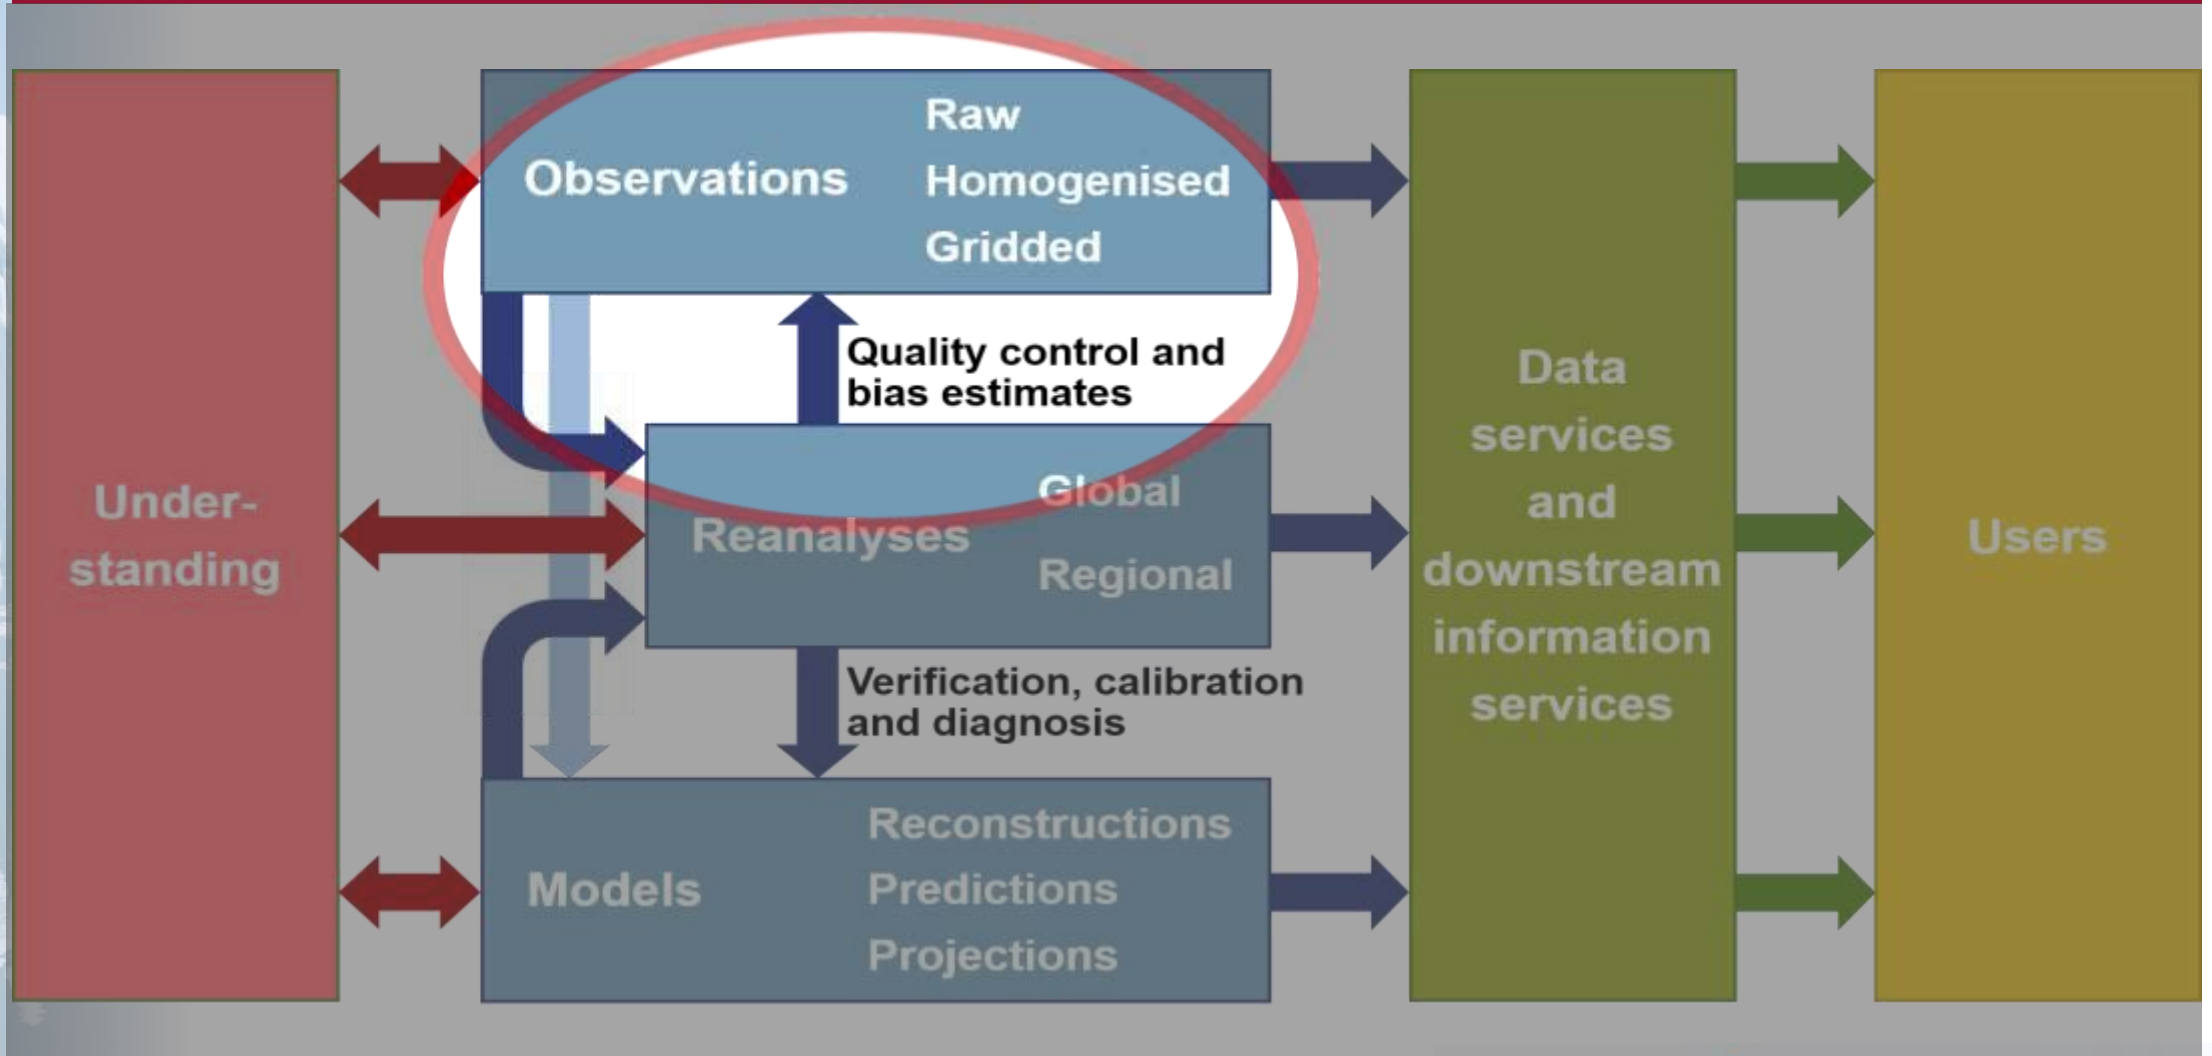 Under-
standing
Observations
Raw
Homogenised
Gridded
Quality control and
bias estimates
Reanalyses
Global
Regional
Verification, calibration
and diagnosis
Models
Reconstructions
Predictions
Projections
Data
services
and
downstream
information
services
Users